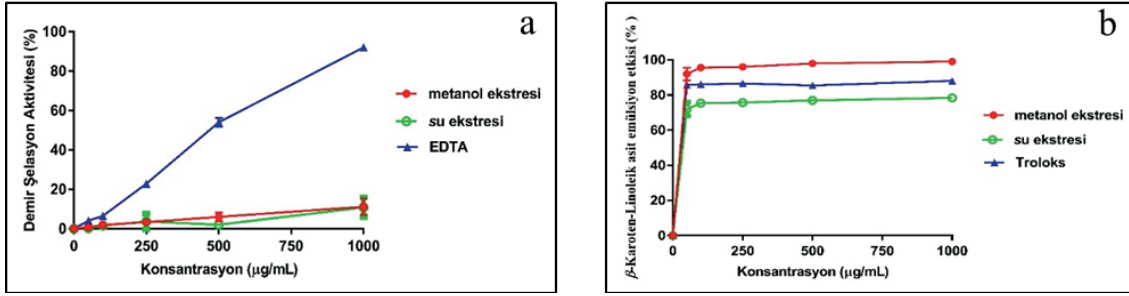 a
Demir Şelasyon Aktivitesi (%)
100
80
60
40
20
0
0
250
500
750
1000
Konsantrasyon (µg/mL)
metanol ekstresi
su ekstresi
EDTA
b
β-Karoten-Linoleik asit emülsiyon etkisi (% )
100
80
60
40
20
0
0
250
500
750
1000
Konsantrasyon (µg/mL)
metanol ekstresi
su ekstresi
Troloks